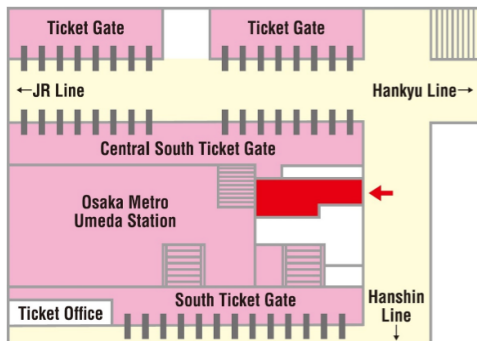 Ticket Gate
Ticket Gate
←JR Line
Hankyu Line→
Central South Ticket Gate
Osaka Metro
Umeda Station
South Ticket Gate
Ticket Office
Hanshin
Line
↓